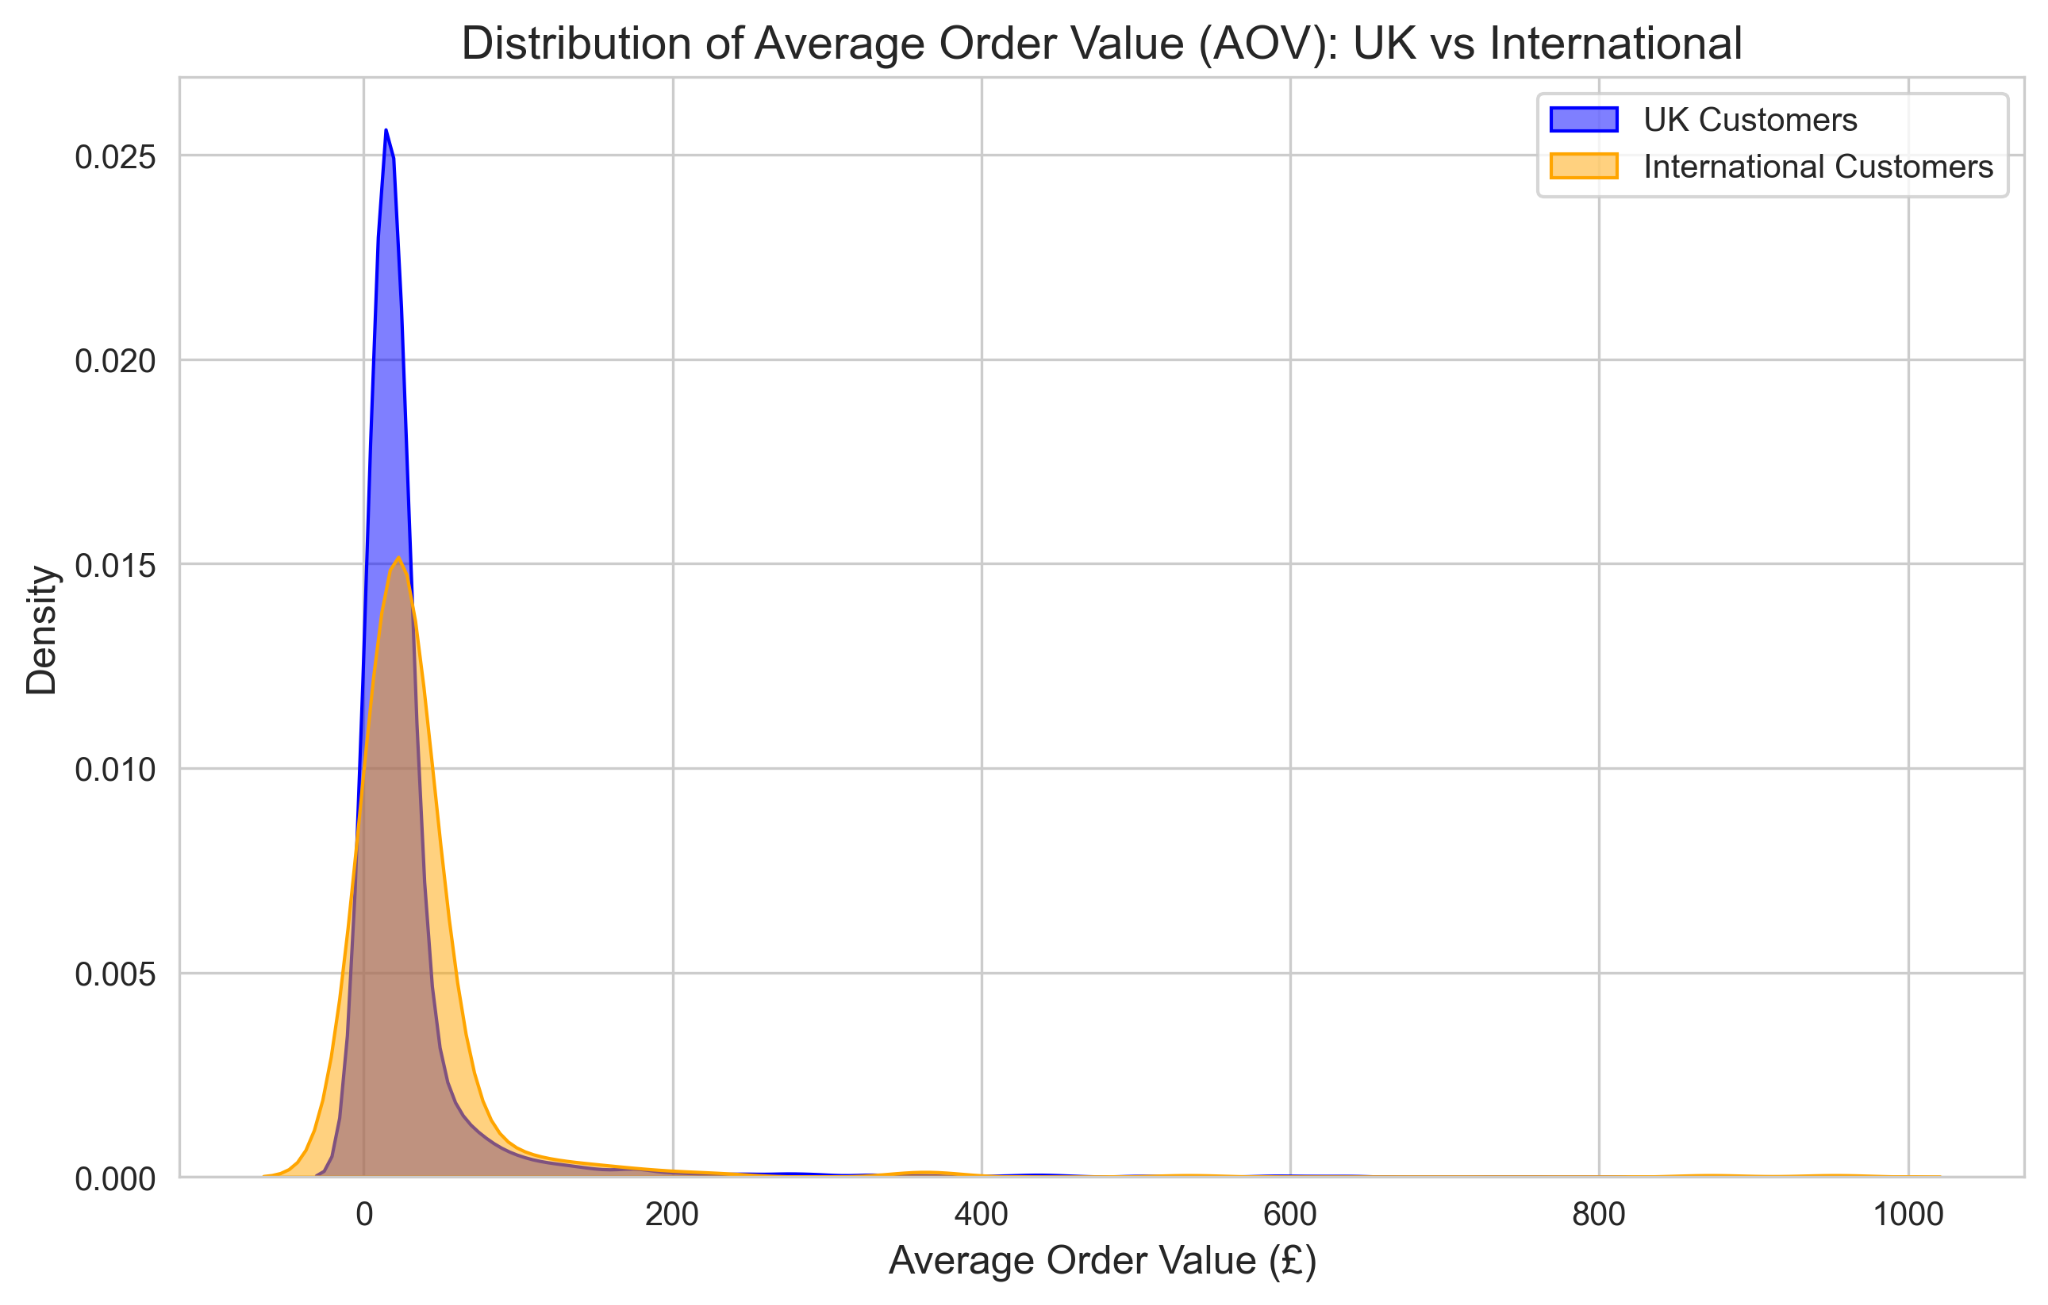 Distribution of Average Order Value (AOV): UK vs International
UK Customers
International Customers
0.025
0.020
0.015
0.010
0.005
0.000
Density
0
200
400
600
800
1000
Average Order Value (£)